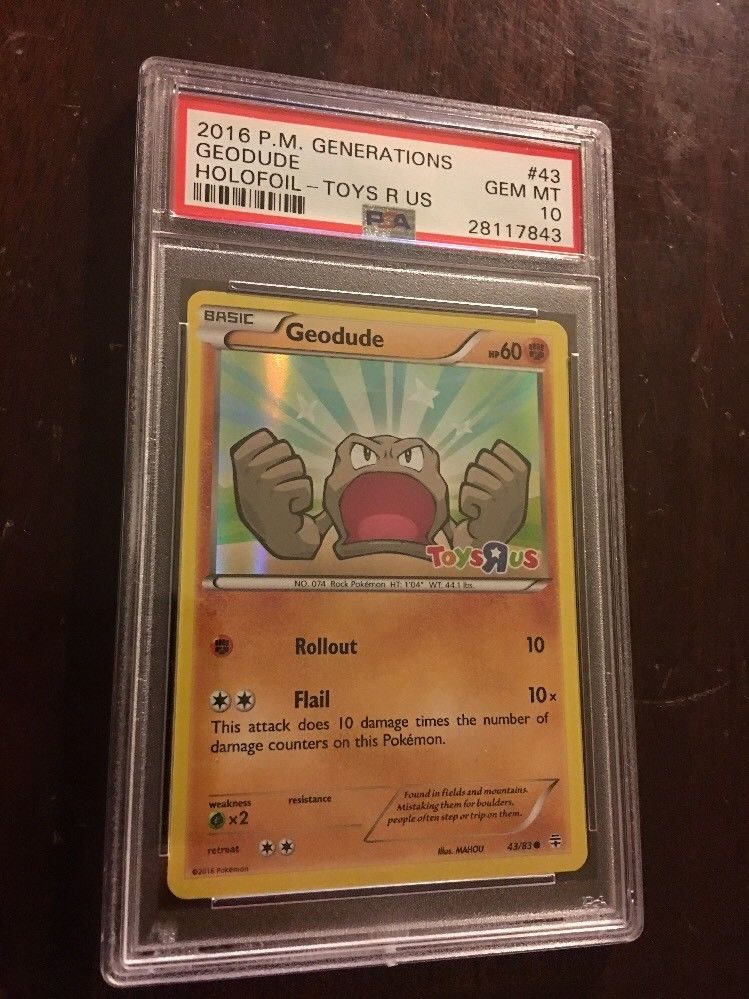 2016 P.M. GENERATIONS #43
GEODUDE GEM MT
HOLOFOIL - TOYS R US 10
PSA 28117843
BASIC Geodude HP60
TOYSRUS
NO. 074 Rock Pokémon HT: 1'04" WT: 44.1 lbs.
Rollout 10
Flail 10×
This attack does 10 damage times the number of
damage counters on this Pokémon.
weakness resistance
×2
Found in fields and mountains.
Mistaking them for boulders,
people often step or trip on them.
retreat
Illus. MAHOU 43/83
©2016 Pokémon